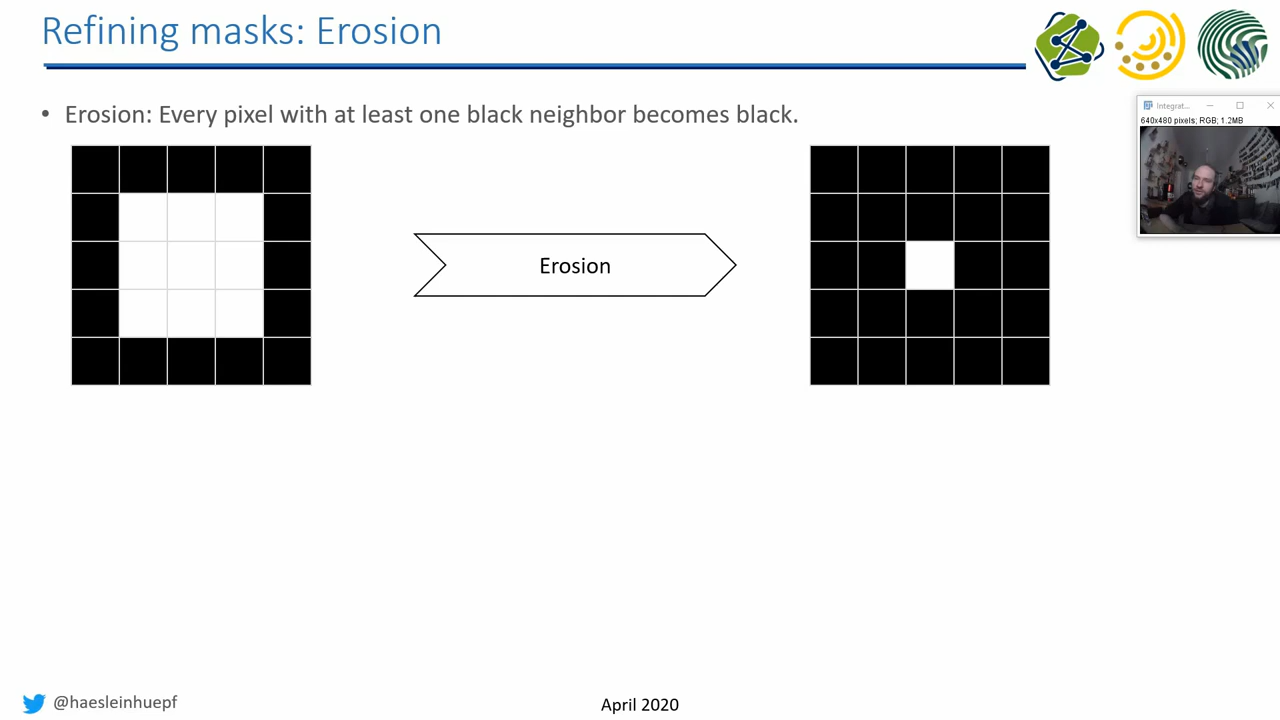 Refining masks: Erosion
• Erosion: Every pixel with at least one black neighbor becomes black.
Integrat...
640x480 pixels; RGB; 1.2MB
Erosion
@haesleinhuepf
April 2020